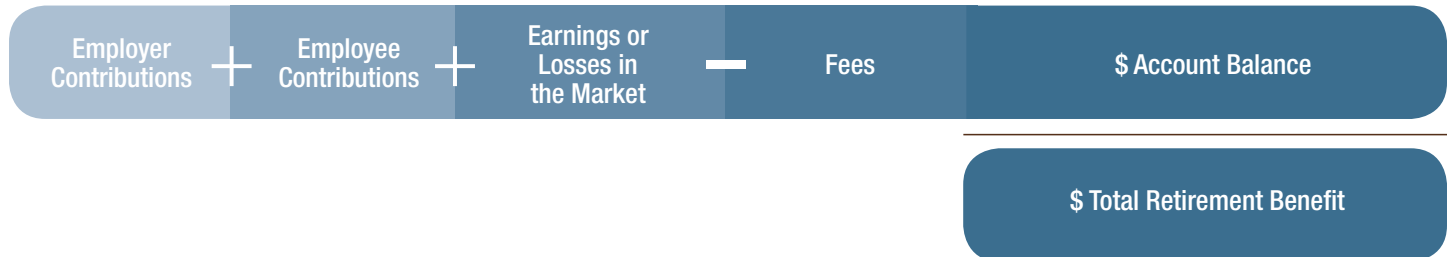 Employer
Contributions
+
Employee
Contributions
+
Earnings or
Losses in
the Market
−
Fees
$ Account Balance
$ Total Retirement Benefit